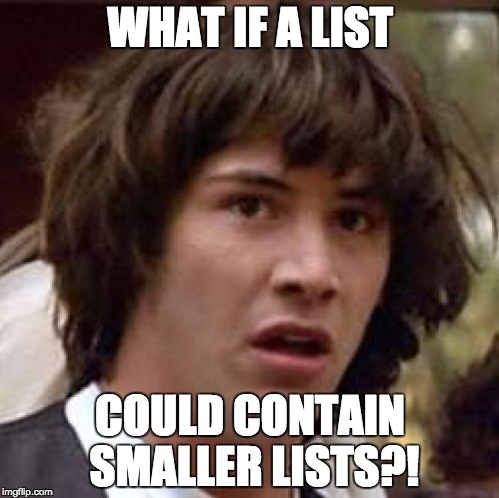 WHAT IF A LIST
COULD CONTAIN
SMALLER LISTS?!
imgflip.com